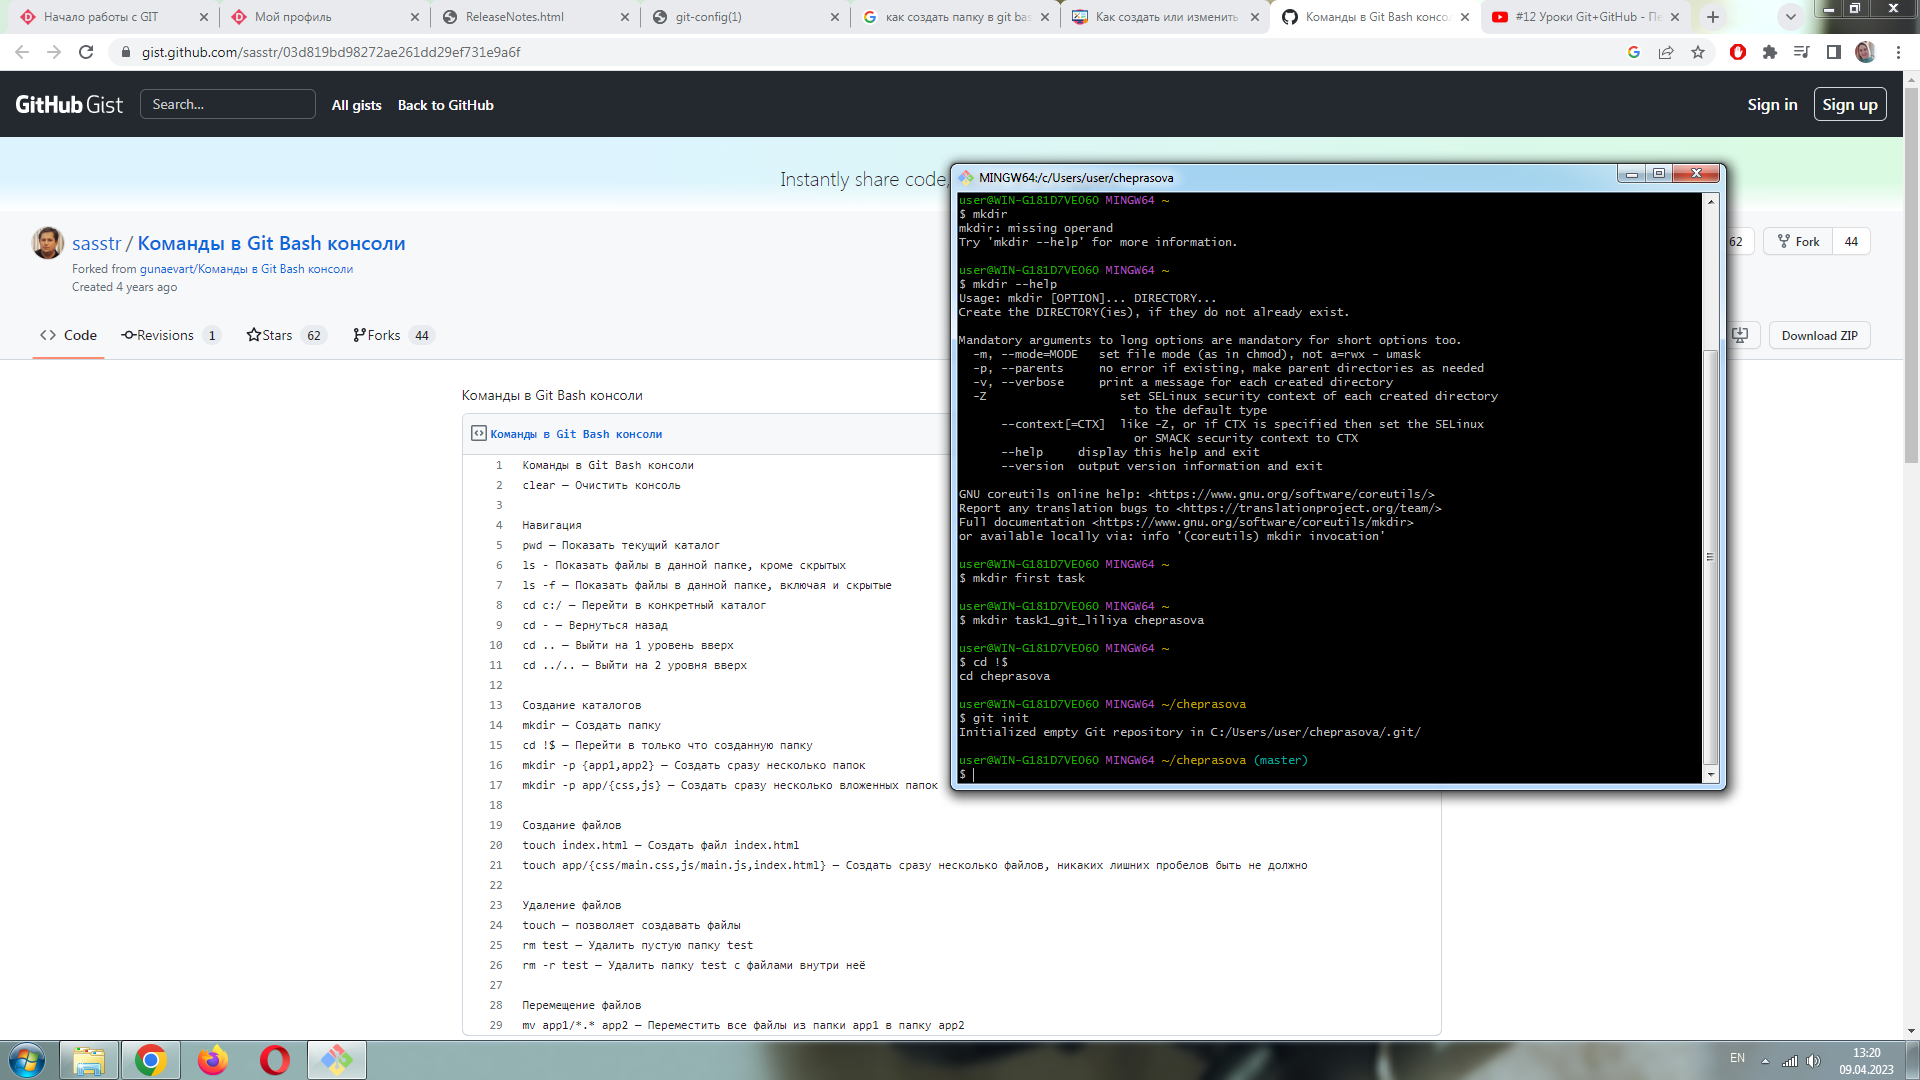 Начало работы с GIT
Мой профиль
ReleaseNotes.html
git-config(1)
как создать папку в git bas
Как создать или изменить
Команды в Git Bash консо
#12 Уроки Git+GitHub - П
gist.github.com/sasstr/03d819bd98272ae261dd29ef731e9a6f
GitHub Gist
Search...
All gists
Back to GitHub
Sign in
Sign up
Instantly share code,
sasstr / Команды в Git Bash консоли
Forked from gunaevart/Команды в Git Bash консоли
Created 4 years ago
62
Fork
44
Code
Revisions 1
Stars 62
Forks 44
Download ZIP
Команды в Git Bash консоли
Команды в Git Bash консоли
1 Команды в Git Bash консоли
2 clear — Очистить консоль
3
4 Навигация
5 pwd — Показать текущий каталог
6 ls - Показать файлы в данной папке, кроме скрытых
7 ls -f — Показать файлы в данной папке, включая и скрытые
8 cd c:/ — Перейти в конкретный каталог
9 cd - — Вернуться назад
10 cd .. — Выйти на 1 уровень вверх
11 cd ../.. — Выйти на 2 уровня вверх
12
13 Создание каталогов
14 mkdir — Создать папку
15 cd !$ — Перейти в только что созданную папку
16 mkdir -p {app1,app2} — Создать сразу несколько папок
17 mkdir -p app/{css,js} — Создать сразу несколько вложенных папок
18
19 Создание файлов
20 touch index.html — Создать файл index.html
21 touch app/{css/main.css,js/main.js,index.html} — Создать сразу несколько файлов, никаких лишних пробелов быть не должно
22
23 Удаление файлов
24 touch — позволяет создавать файлы
25 rm test — Удалить пустую папку test
26 rm -r test — Удалить папку test с файлами внутри неё
27
28 Перемещение файлов
29 mv app1/*.* app2 — Переместить все файлы из папки app1 в папку app2
MINGW64:/c/Users/user/cheprasova
user@WIN-G181D7VE060 MINGW64 ~
$ mkdir
mkdir: missing operand
Try 'mkdir --help' for more information.
user@WIN-G181D7VE060 MINGW64 ~
$ mkdir --help
Usage: mkdir [OPTION]... DIRECTORY...
Create the DIRECTORY(ies), if they do not already exist.
Mandatory arguments to long options are mandatory for short options too.
-m, --mode=MODE set file mode (as in chmod), not a=rwx - umask
-p, --parents no error if existing, make parent directories as needed
-v, --verbose print a message for each created directory
-Z set SELinux security context of each created directory
to the default type
--context[=CTX] like -Z, or if CTX is specified then set the SELinux
or SMACK security context to CTX
--help display this help and exit
--version output version information and exit
GNU coreutils online help: <https://www.gnu.org/software/coreutils/>
Report any translation bugs to <https://translationproject.org/team/>
Full documentation <https://www.gnu.org/software/coreutils/mkdir>
or available locally via: info '(coreutils) mkdir invocation'
user@WIN-G181D7VE060 MINGW64 ~
$ mkdir first task
user@WIN-G181D7VE060 MINGW64 ~
$ mkdir task1_git_liliya cheprasova
user@WIN-G181D7VE060 MINGW64 ~
$ cd !$
cd cheprasova
user@WIN-G181D7VE060 MINGW64 ~/cheprasova
$ git init
Initialized empty Git repository in C:/Users/user/cheprasova/.git/
user@WIN-G181D7VE060 MINGW64 ~/cheprasova (master)
$
EN
13:20
09.04.2023